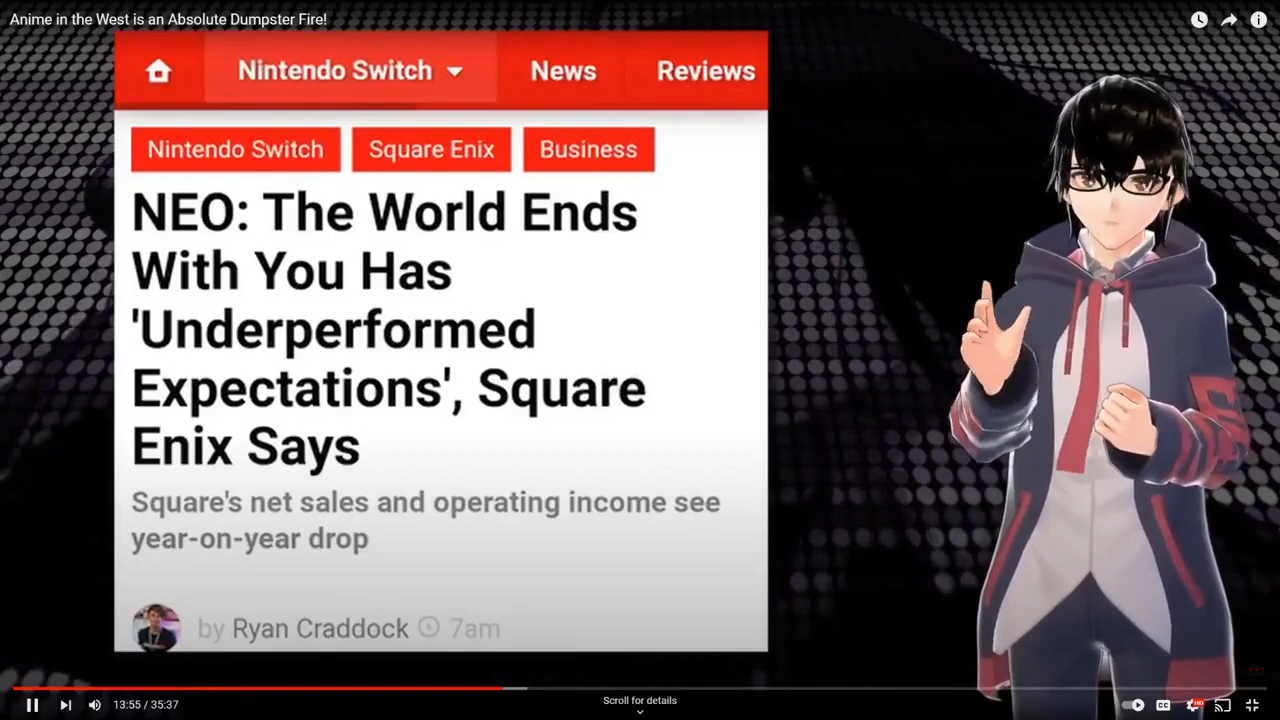 Anime in the West is an Absolute Dumpster Fire!
Nintendo Switch News Reviews
Nintendo Switch Square Enix Business
NEO: The World Ends
With You Has
'Underperformed
Expectations', Square
Enix Says
Square's net sales and operating income see
year-on-year drop
by Ryan Craddock 7am
13:55 / 35:37
Scroll for details
CC
HD